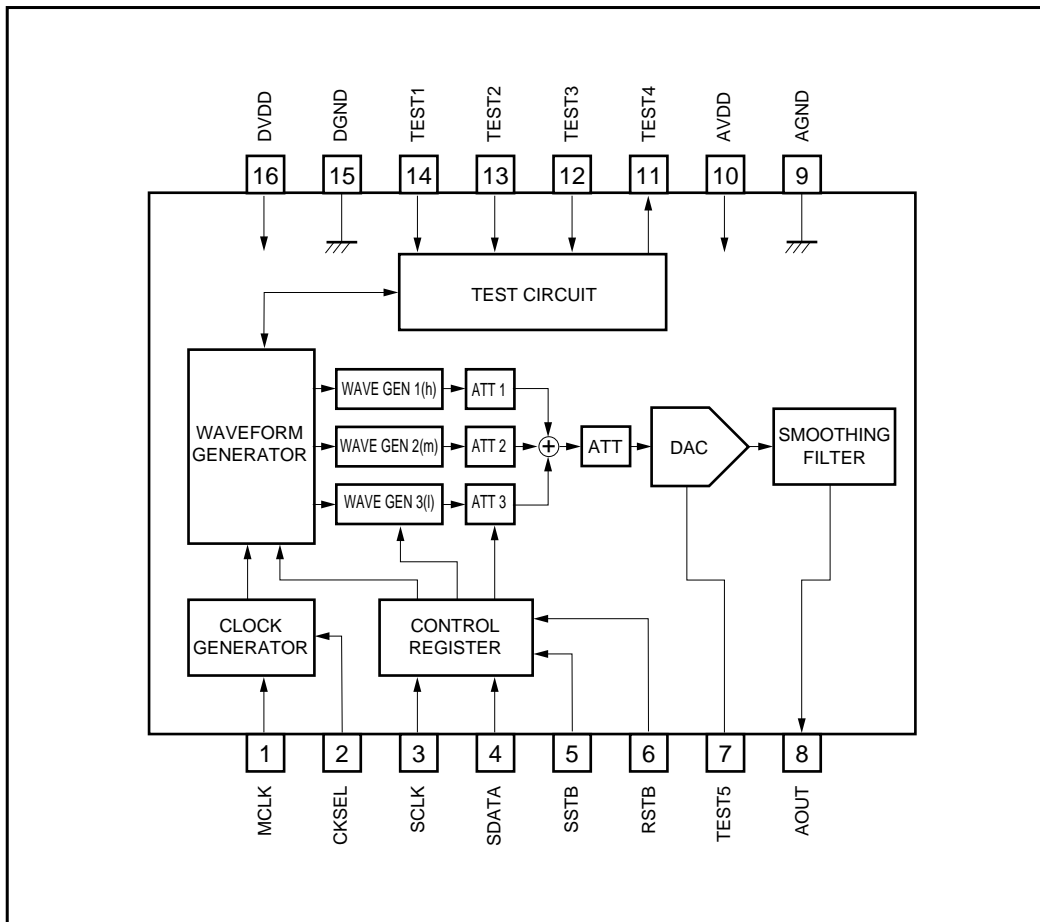 DVDD
DGND
TEST1
TEST2
TEST3
TEST4
AVDD
AGND
16
15
14
13
12
11
10
9
TEST CIRCUIT
WAVEFORM
GENERATOR
WAVE GEN 1(h)
ATT 1
WAVE GEN 2(m)
ATT 2
WAVE GEN 3(l)
ATT 3
+
ATT
DAC
SMOOTHING
FILTER
CLOCK
GENERATOR
CONTROL
REGISTER
1
2
3
4
5
6
7
8
MCLK
CKSEL
SCLK
SDATA
SSTB
RSTB
TEST5
AOUT